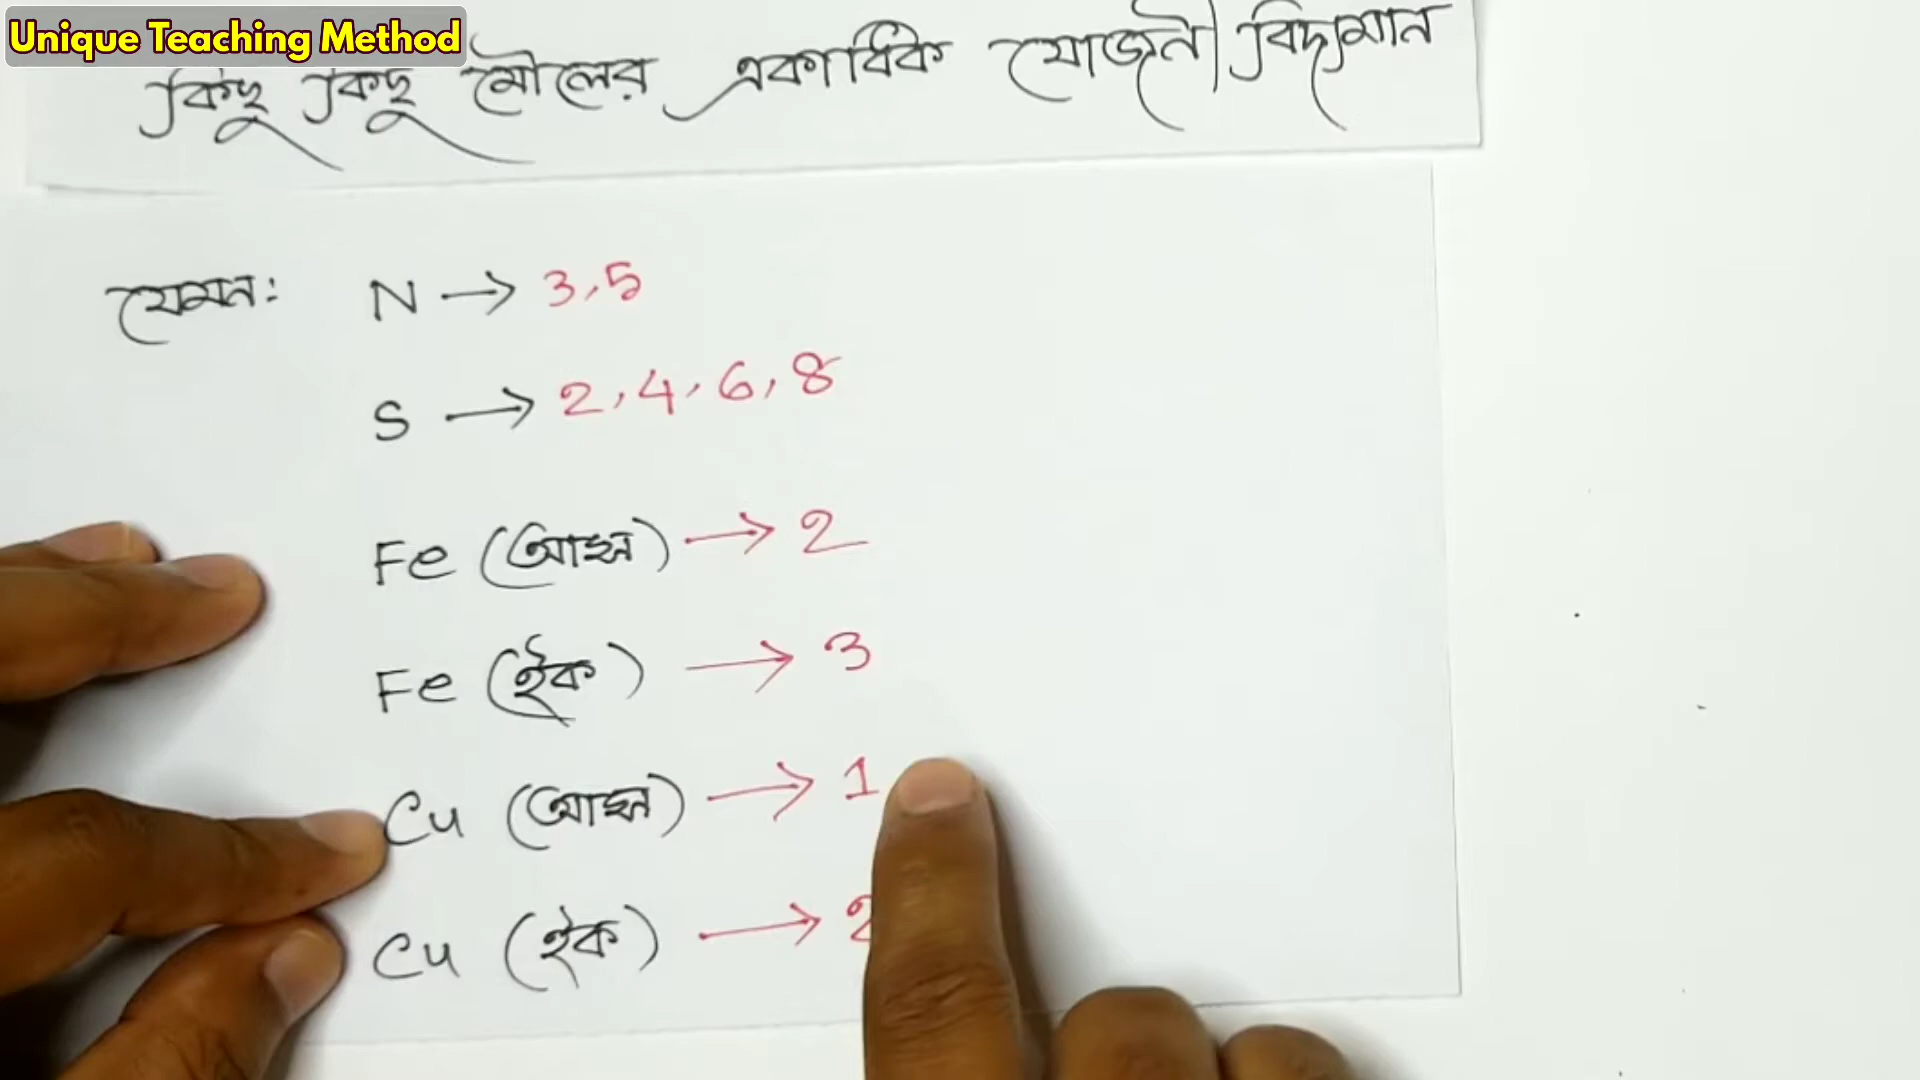 Unique Teaching Method
কিছু কিছু মৌলের একাধিক যোজনী বিদ্যমান
যেমন: N → 3,5
S → 2,4,6,8
Fe (আস) → 2
Fe (ইক) → 3
Cu (আস) → 1
Cu (ইক) → 2